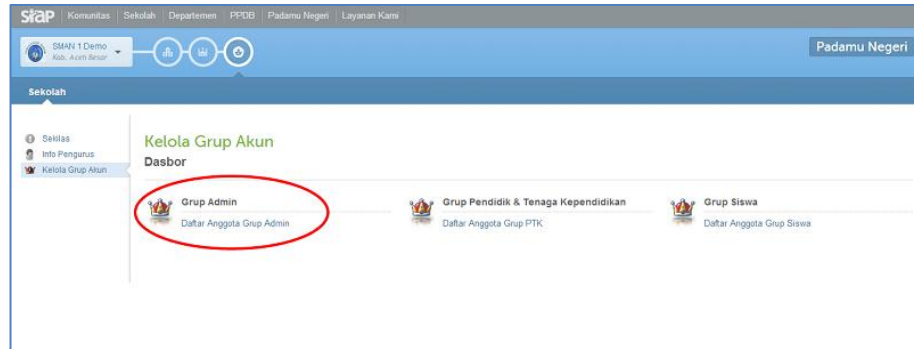 siap Komunitas Sekolah Departemen PPDB Padamu Negeri Layanan Kami
SMAN 1 Demo
Kab. Aceh Besar
Padamu Negeri
Sekolah
Sekilas
Info Pengurus
Kelola Grup Akun
Kelola Grup Akun
Dasbor
Grup Admin
Daftar Anggota Grup Admin
Grup Pendidik & Tenaga Kependidikan
Daftar Anggota Grup PTK
Grup Siswa
Daftar Anggota Grup Siswa